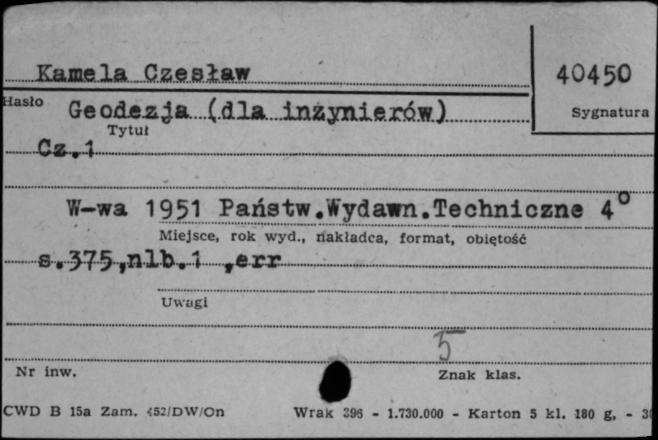 Kamela Czesław
40450
Hasło
Geodezja (dla inżynierów)
Sygnatura
Tytuł
Cz.1
W-wa 1951 Państw.Wydawn.Techniczne 4°
Miejsce, rok wyd., nakładca, format, objętość
s.375,nlb.1 ,err
Uwagi
5
Nr inw.
Znak klas.
CWD B 15a Zam. 452/DW/On Wrak 396 - 1.730.000 - Karton 5 kl. 180 g, - 30